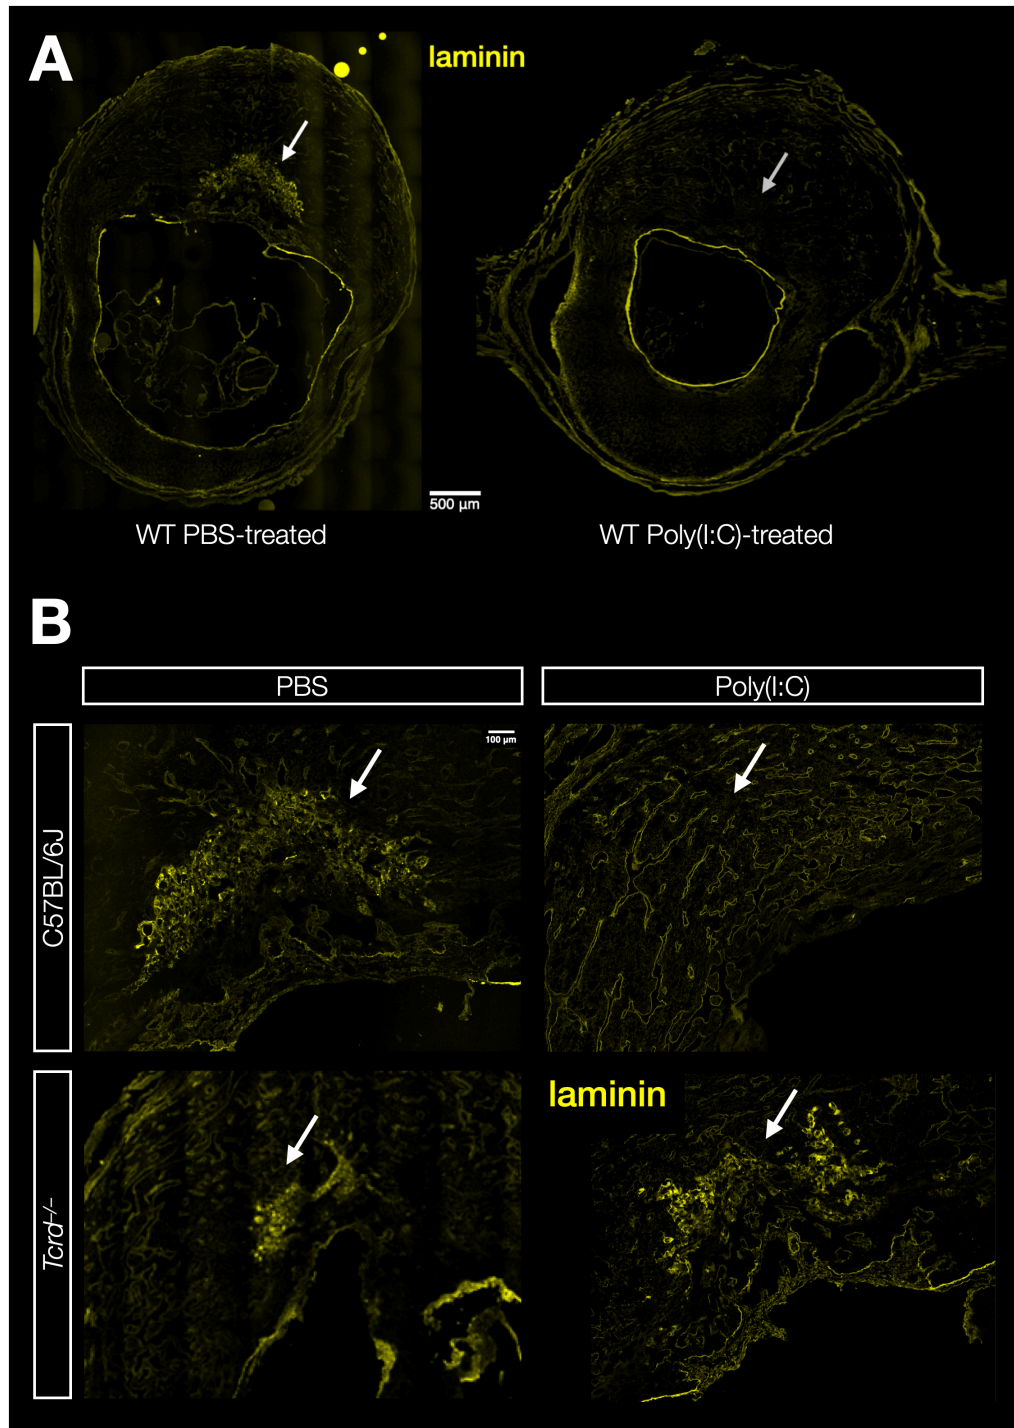 A
laminin
500 µm
WT PBS-treated
WT Poly(I:C)-treated
B
PBS
Poly(I:C)
C57BL/6J
100 µm
Tcrd–/–
laminin